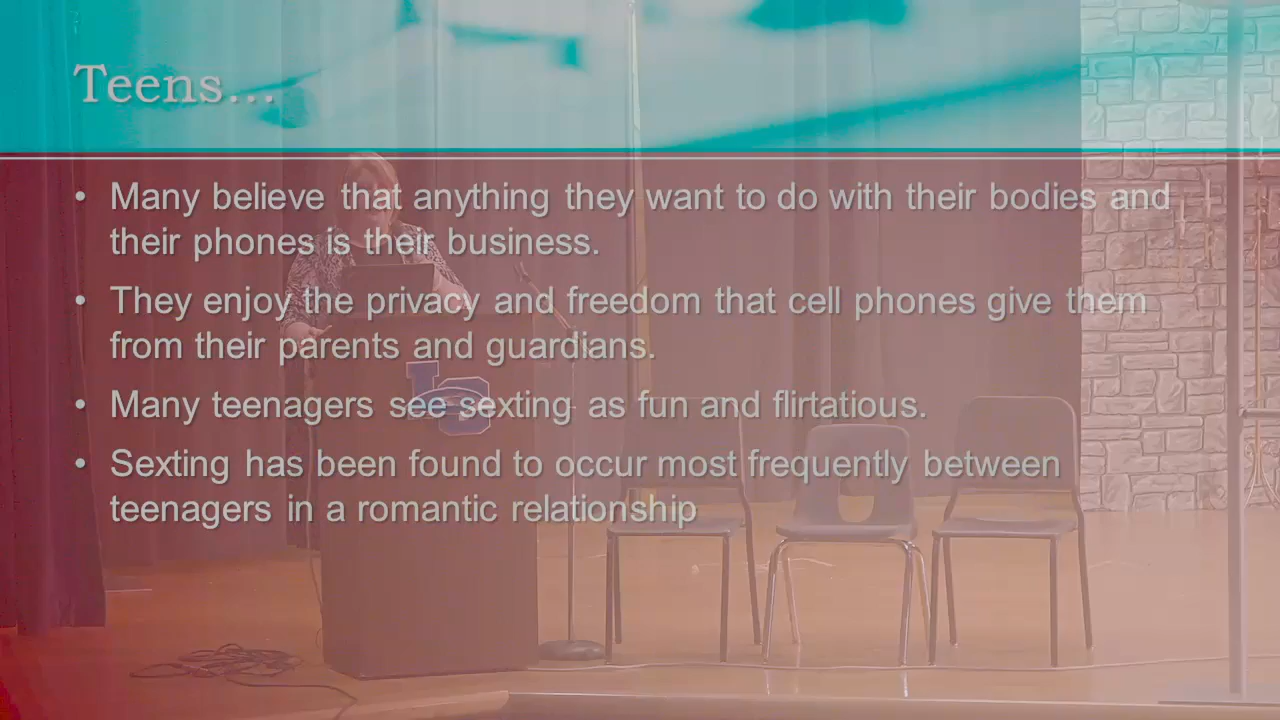 Teens...
• Many believe that anything they want to do with their bodies and
their phones is their business.
• They enjoy the privacy and freedom that cell phones give them
from their parents and guardians.
• Many teenagers see sexting as fun and flirtatious.
• Sexting has been found to occur most frequently between
teenagers in a romantic relationship